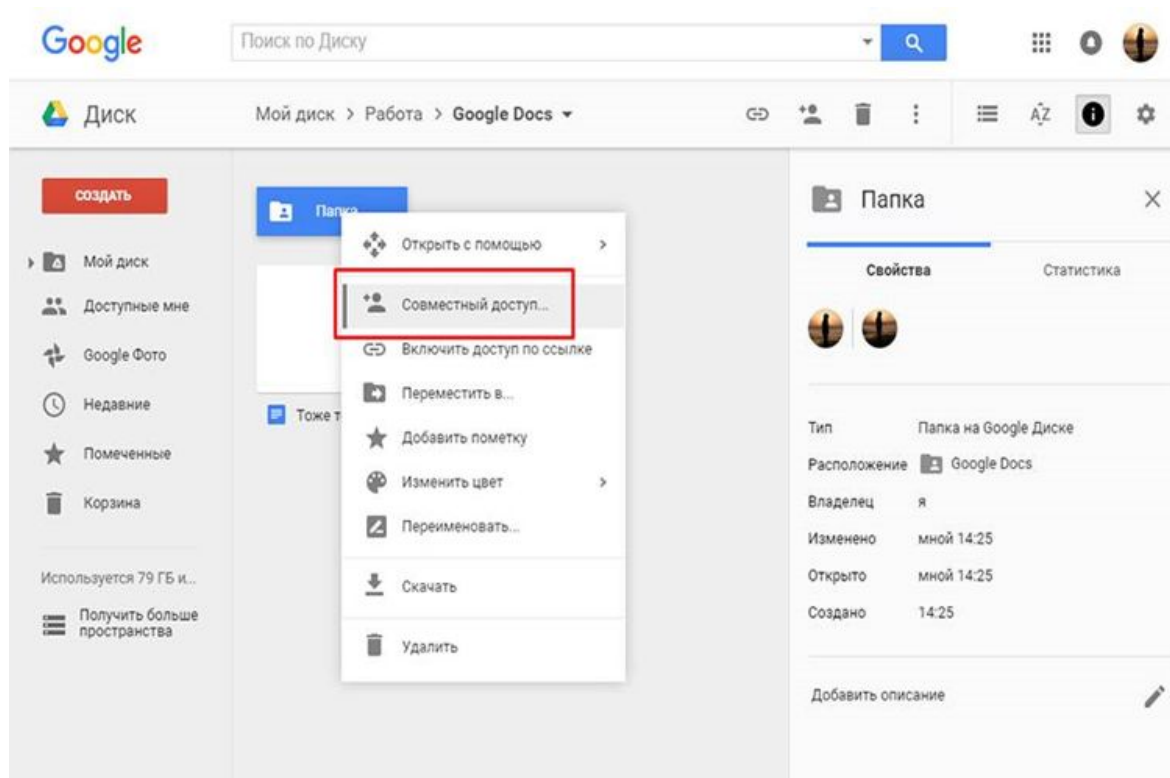 Google
Поиск по Диску
Диск
Мой диск > Работа > Google Docs
AZ
СОЗДАТЬ
Мой диск
Доступные мне
Google Фото
Недавние
Помеченные
Корзина
Используется 79 ГБ и...
Получить больше
пространства
Папка
Тоже т
Открыть с помощью
Совместный доступ...
Включить доступ по ссылке
Переместить в...
Добавить пометку
Изменить цвет
Переименовать...
Скачать
Удалить
Папка
Свойства
Статистика
Тип Папка на Google Диске
Расположение Google Docs
Владелец я
Изменено мной 14:25
Открыто мной 14:25
Создано 14:25
Добавить описание